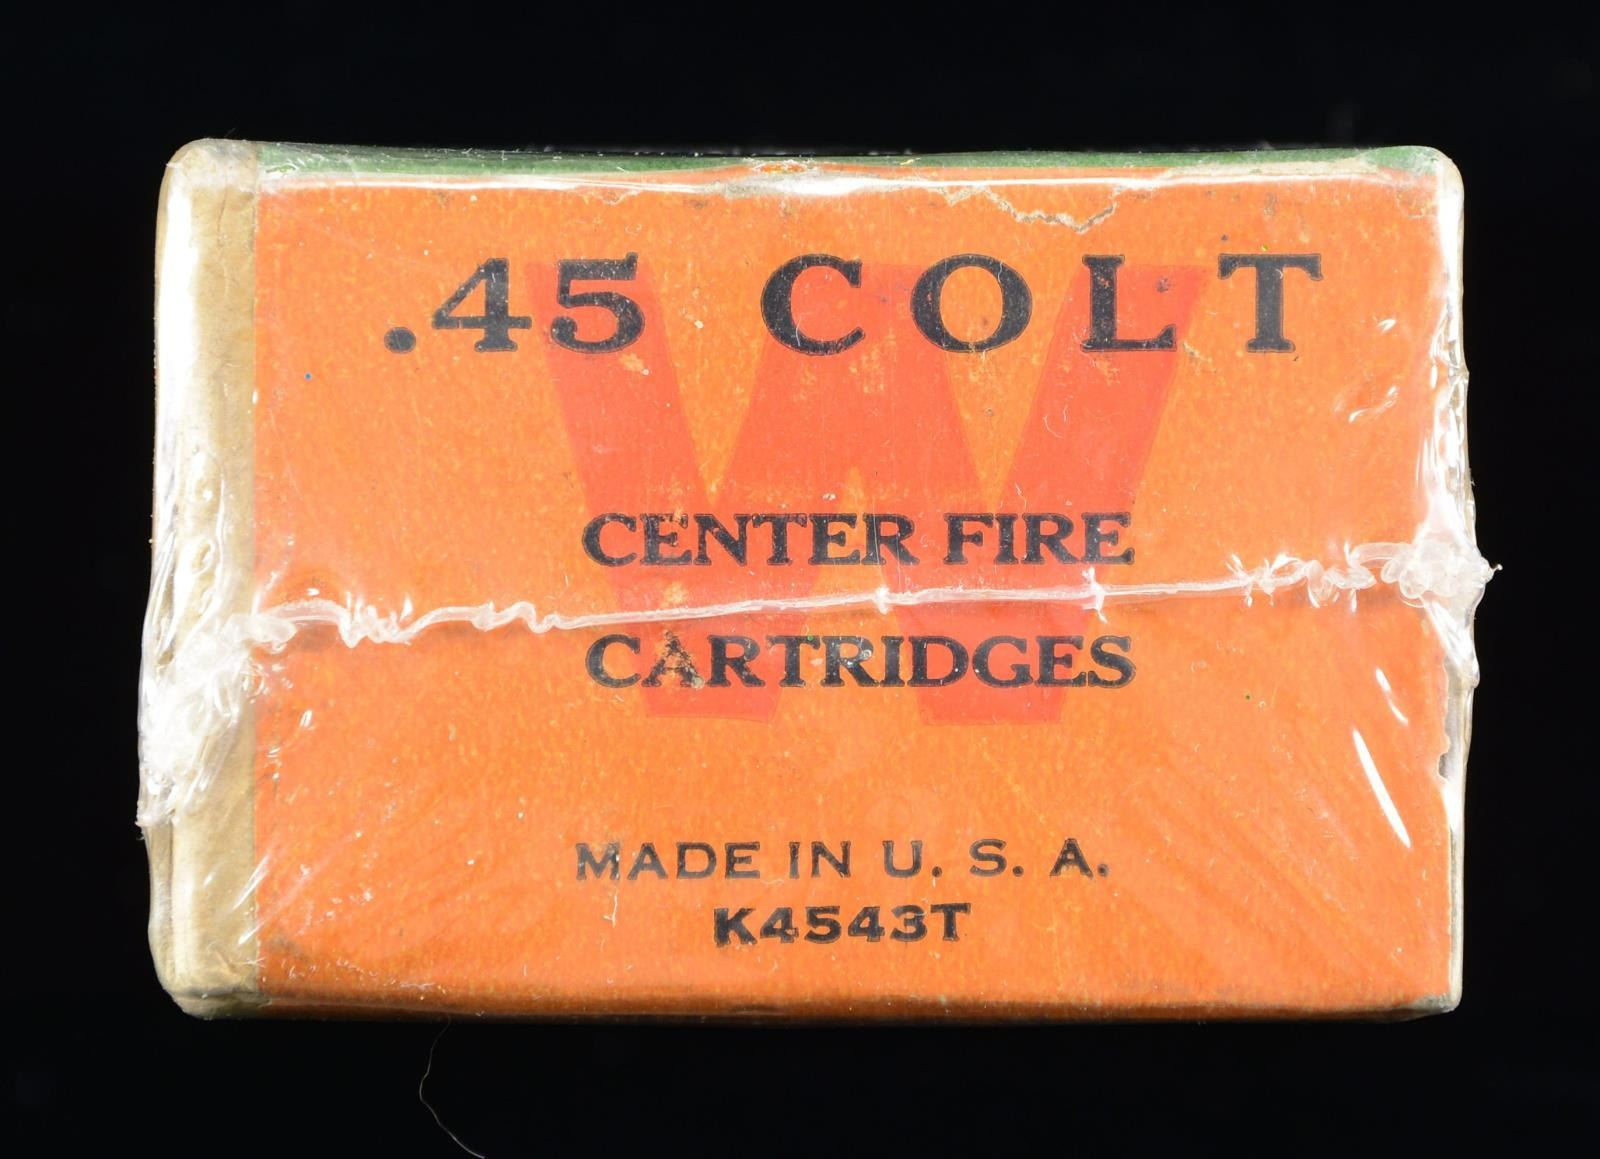 .45 COLT
W
CENTER FIRE
CARTRIDGES
MADE IN U. S. A.
K4543T